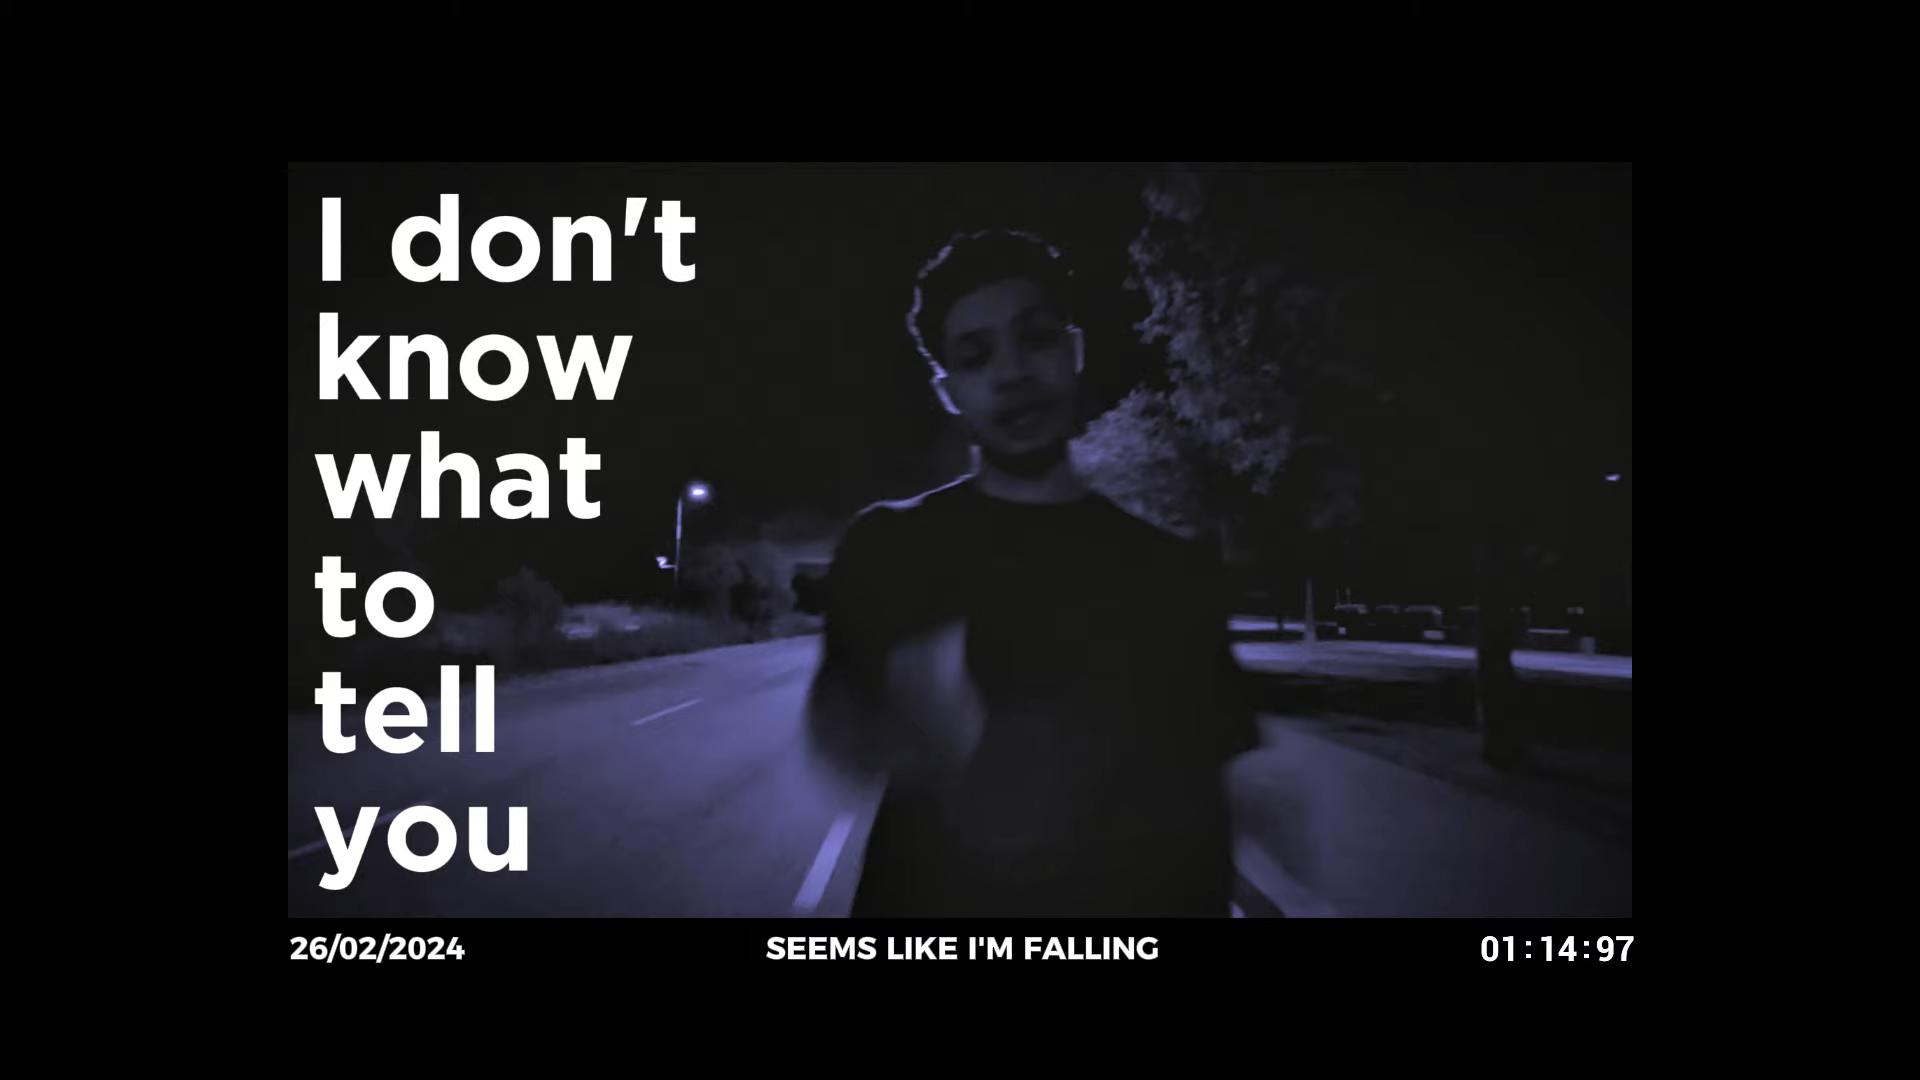 I don't
know
what
to
tell
you
26/02/2024
SEEMS LIKE I'M FALLING
01:14:97